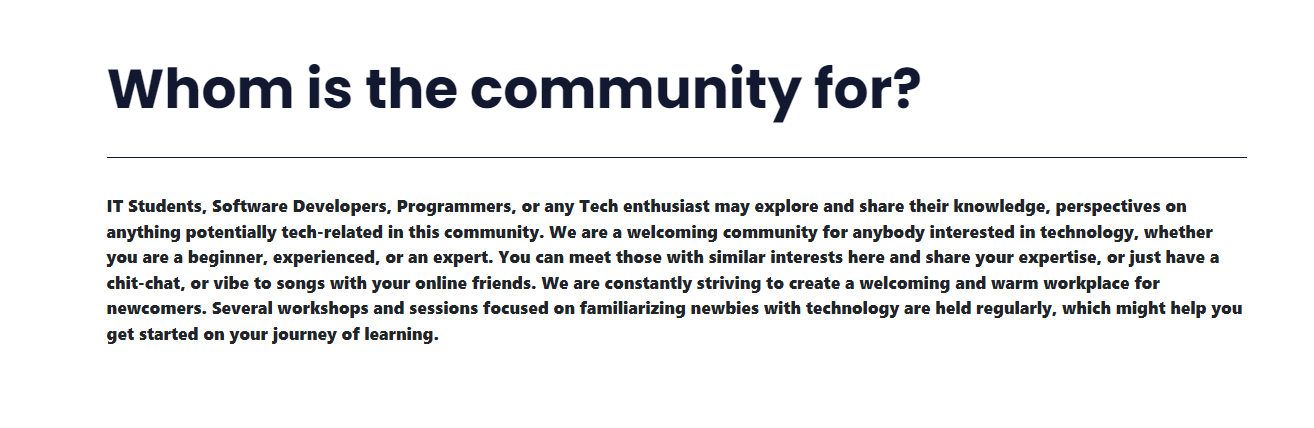 Whom is the community for?
IT Students, Software Developers, Programmers, or any Tech enthusiast may explore and share their knowledge, perspectives on
anything potentially tech-related in this community. We are a welcoming community for anybody interested in technology, whether
you are a beginner, experienced, or an expert. You can meet those with similar interests here and share your expertise, or just have a
chit-chat, or vibe to songs with your online friends. We are constantly striving to create a welcoming and warm workplace for
newcomers. Several workshops and sessions focused on familiarizing newbies with technology are held regularly, which might help you
get started on your journey of learning.